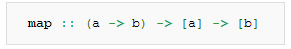 map :: (a -> b) -> [a] -> [b]